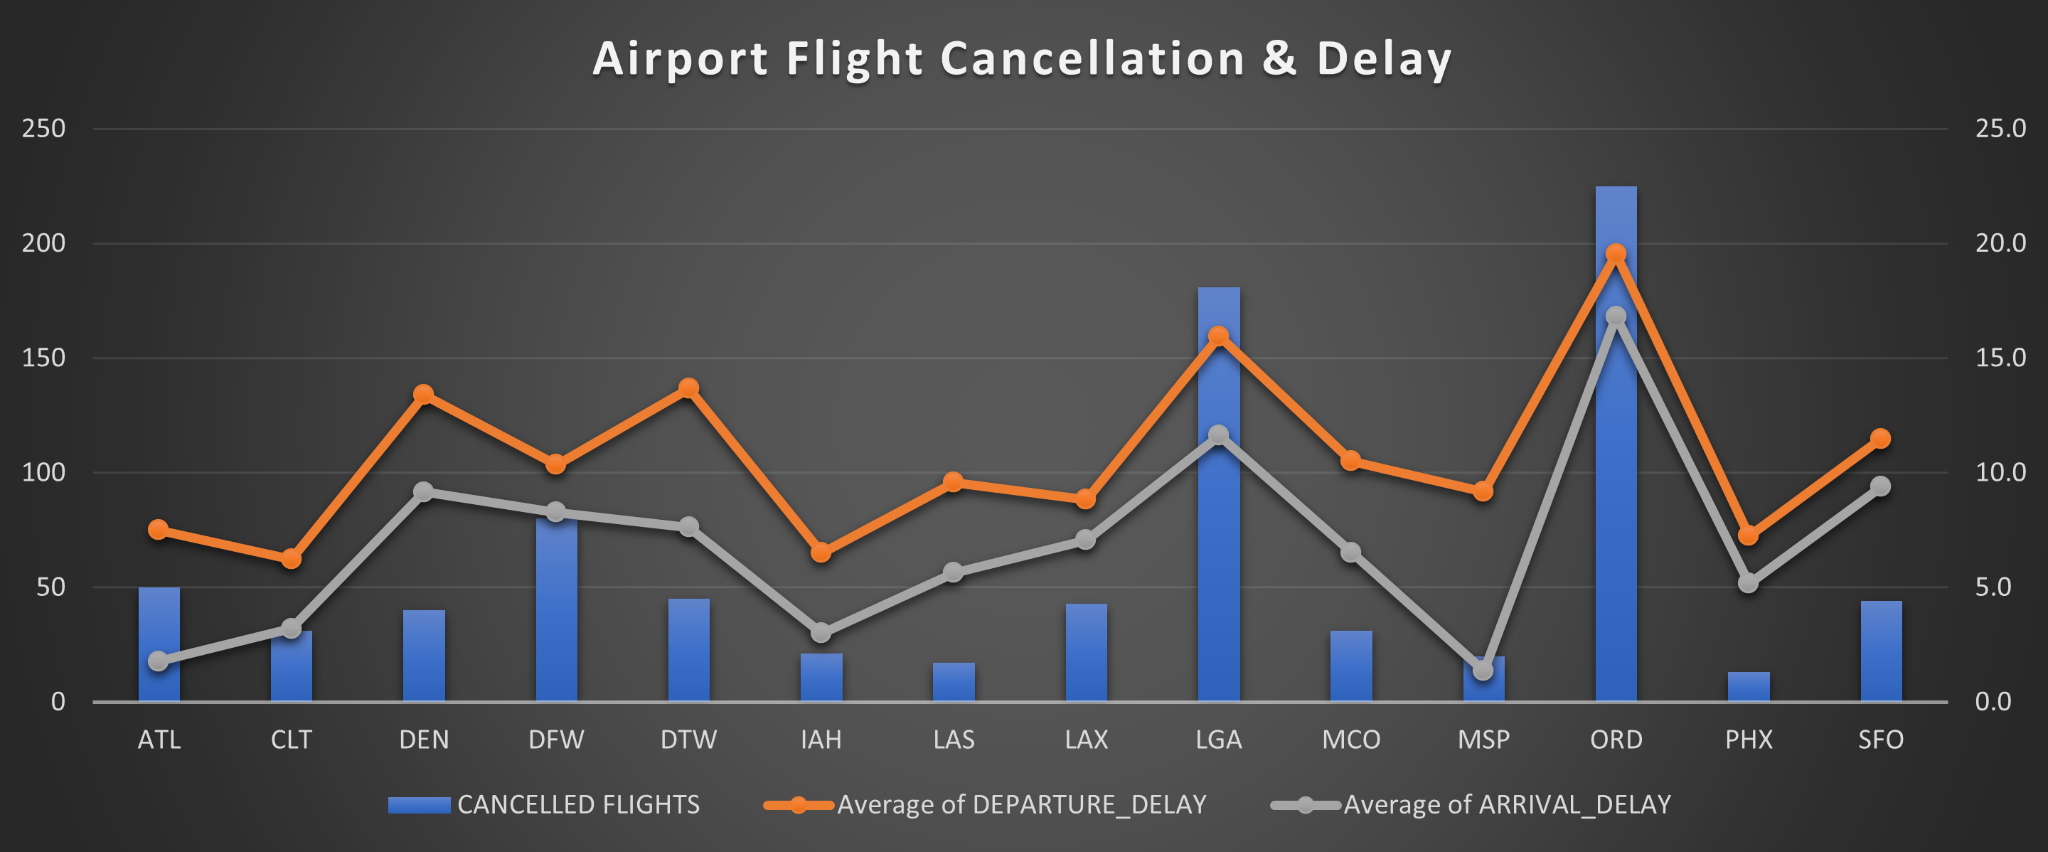 Airport Flight Cancellation & Delay
250 25.0
200 20.0
150 15.0
100 10.0
50 5.0
0 0.0
ATL CLT DEN DFW DTW IAH LAS LAX LGA MCO MSP ORD PHX SFO
CANCELLED FLIGHTS Average of DEPARTURE_DELAY Average of ARRIVAL_DELAY